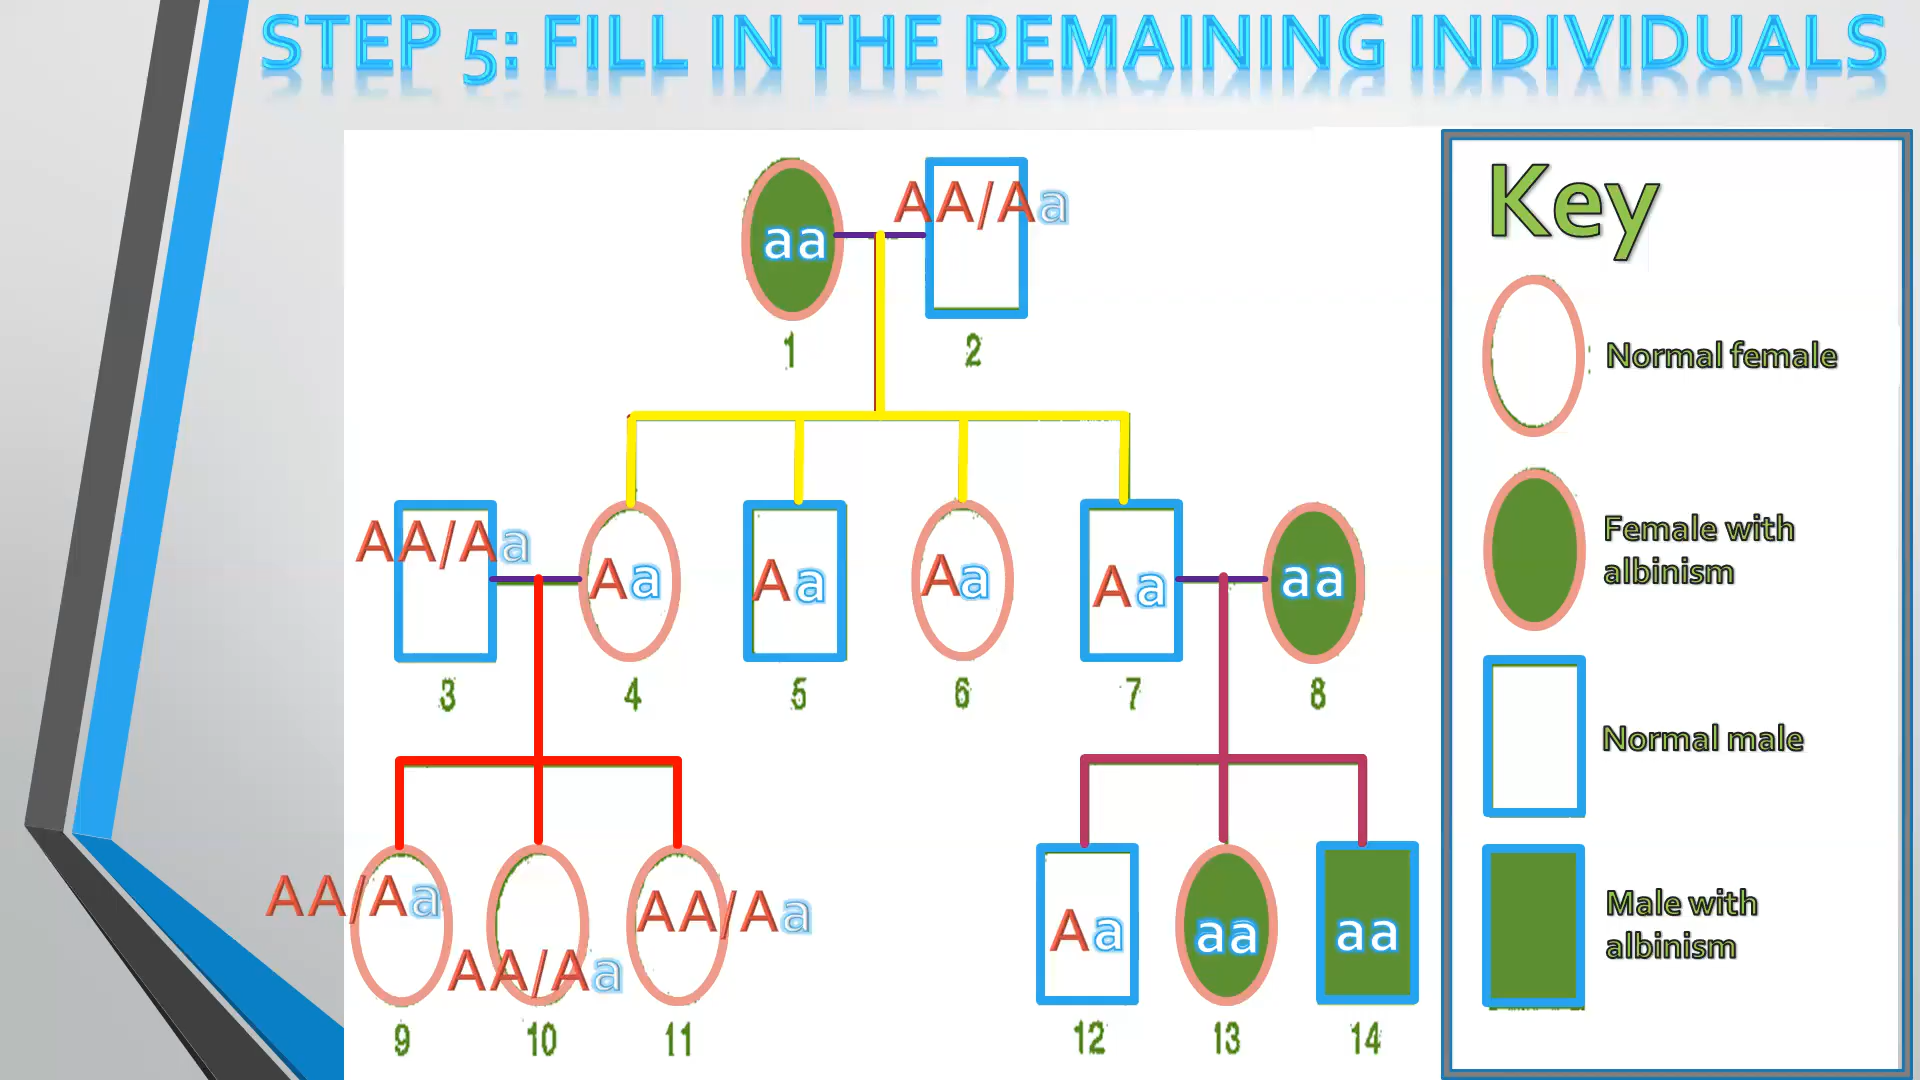 STEP 5: FILL IN THE REMAINING INDIVIDUALS
Key
Normal female
Female with
albinism
Normal male
Male with
albinism
aa
AA/Aa
1
2
AA/Aa
Aa
Aa
Aa
Aa
aa
3
4
5
6
7
8
AA/Aa
AA/Aa
AA/Aa
Aa
aa
aa
9
10
11
12
13
14